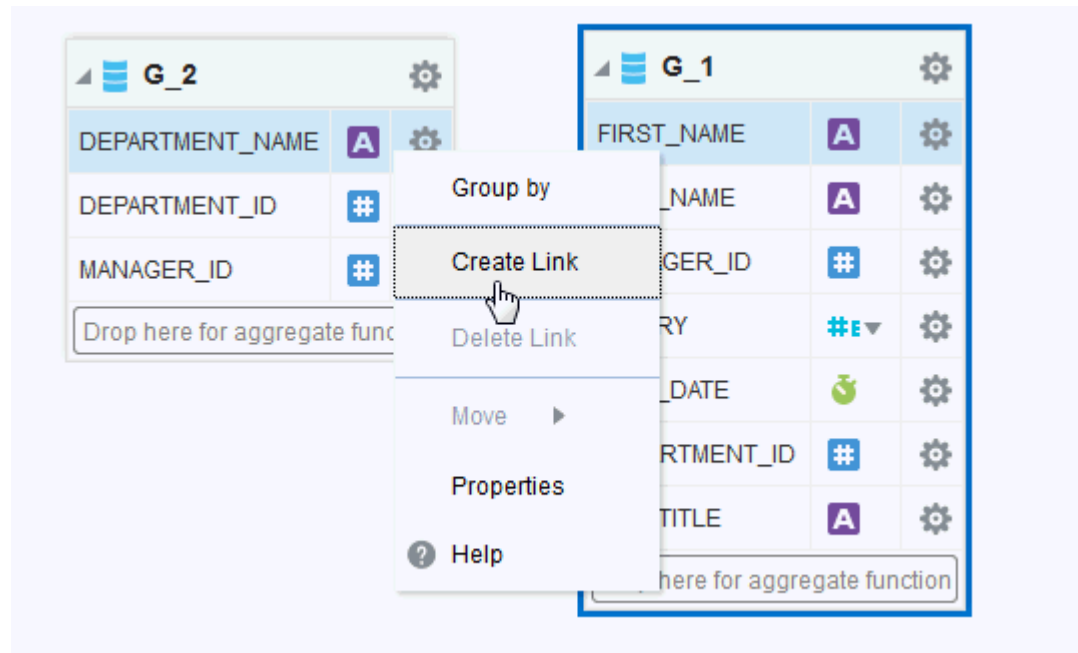 G_2
DEPARTMENT_NAME A
DEPARTMENT_ID #
MANAGER_ID #
Drop here for aggregate func
Group by
Create Link
Delete Link
Move
Properties
? Help
G_1
FIRST_NAME A
_NAME A
GER_ID #
RY #E
_DATE
RTMENT_ID #
TITLE A
here for aggregate function